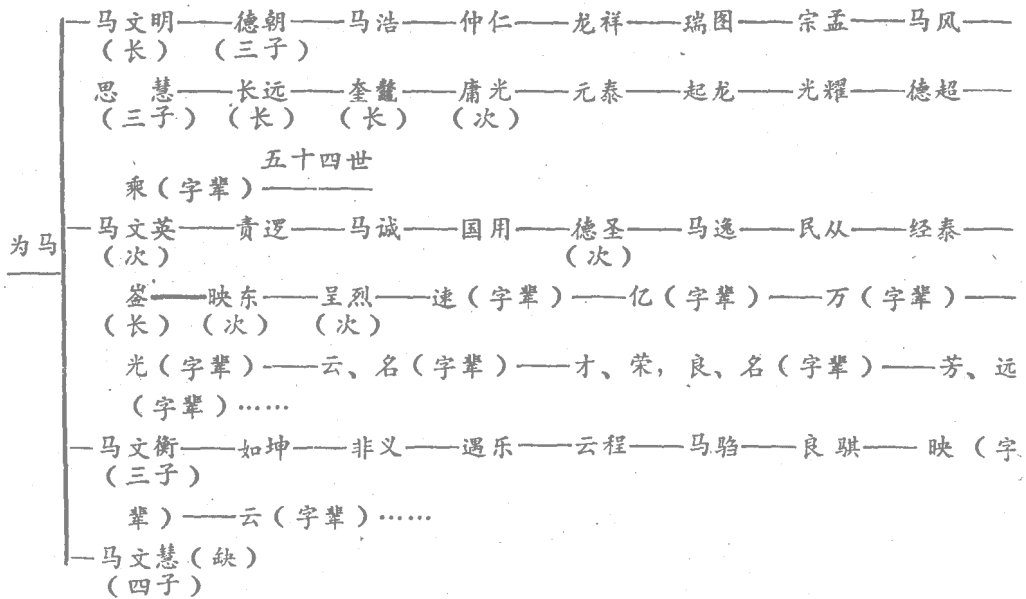 马文明——德朝——马浩——仲仁——龙祥——瑞图——宗孟——马风——
（长）（三子）
思慧——长远——奎鳌——庸光——元泰——起龙——光耀——德超——
（三子）（长）（长）（次）
五十四世
乘（字辈）————
为马
马文英——责逻——马诚——国用——德圣——马逸——民从——经泰——
（次）（次）
崟——映东——呈烈——速（字辈）——亿（字辈）——万（字辈）——
（长）（次）（次）
光（字辈）——云、名（字辈）——才、荣，良、名（字辈）——芳、远
（字辈）……
马文衡——如坤——非义——遇乐——云程——马驺——良骐——映（字
（三子）
辈）——云（字辈）……
马文慧（缺）
（四子）